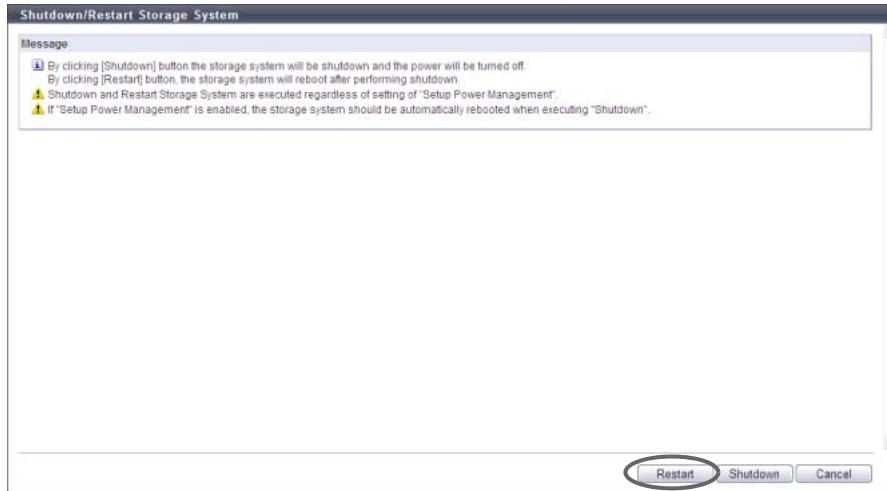 Shutdown/Restart Storage System
Message
By clicking [Shutdown] button the storage system will be shutdown and the power will be turned off.
By clicking [Restart] button, the storage system will reboot after performing shutdown.
Shutdown and Restart Storage System are executed regardless of setting of "Setup Power Management".
If "Setup Power Management" is enabled, the storage system should be automatically rebooted when executing "Shutdown".
Restart Shutdown Cancel